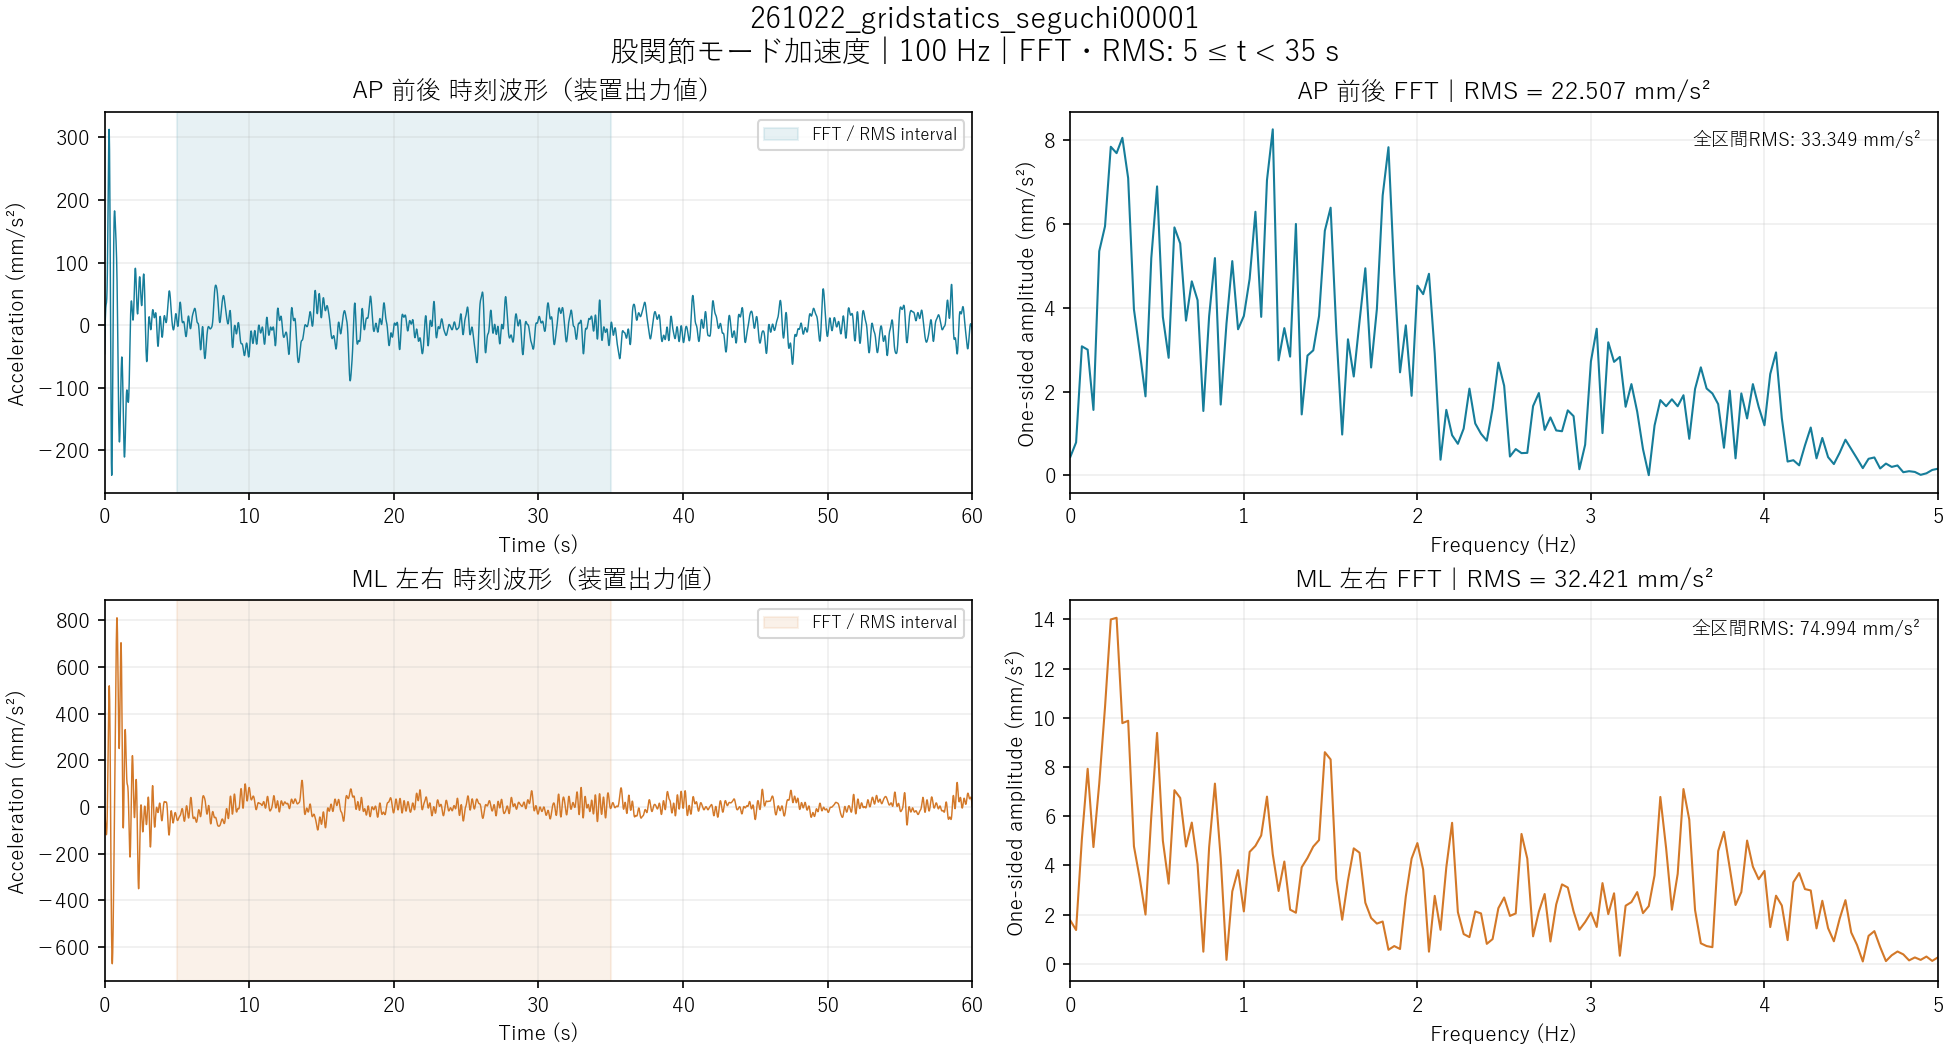 261022_gridstatics_seguchi00001
股関節モード加速度 | 100 Hz | FFT・RMS: 5 ≤ t < 35 s
AP 前後 時刻波形（装置出力値）
Acceleration (mm/s²)
300
200
100
0
−100
−200
FFT / RMS interval
0 10 20 30 40 50 60
Time (s)
AP 前後 FFT | RMS = 22.507 mm/s²
One-sided amplitude (mm/s²)
8
6
4
2
0
全区間RMS: 33.349 mm/s²
0 1 2 3 4 5
Frequency (Hz)
ML 左右 時刻波形（装置出力値）
Acceleration (mm/s²)
800
600
400
200
0
−200
−400
−600
FFT / RMS interval
0 10 20 30 40 50 60
Time (s)
ML 左右 FFT | RMS = 32.421 mm/s²
One-sided amplitude (mm/s²)
14
12
10
8
6
4
2
0
全区間RMS: 74.994 mm/s²
0 1 2 3 4 5
Frequency (Hz)